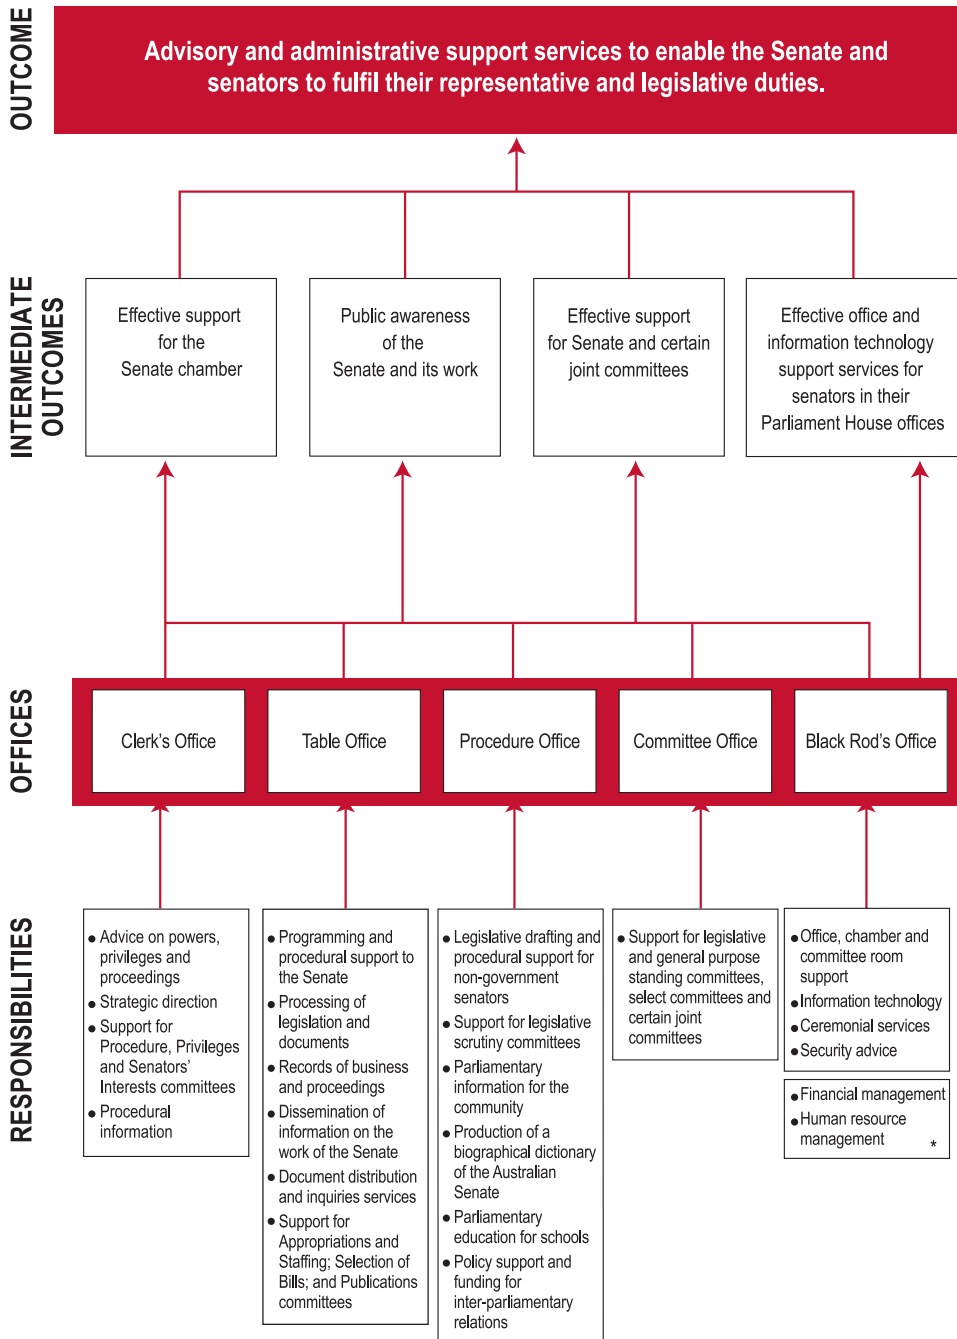 OUTCOME
Advisory and administrative support services to enable the Senate and
senators to fulfil their representative and legislative duties.
INTERMEDIATE
OUTCOMES
Effective support
for the
Senate chamber
Public awareness
of the
Senate and its work
Effective support
for Senate and certain
joint committees
Effective office and
information technology
support services for
senators in their
Parliament House offices
OFFICES
Clerk's Office
Table Office
Procedure Office
Committee Office
Black Rod's Office
RESPONSIBILITIES
● Advice on powers,
privileges and
proceedings
● Strategic direction
● Support for
Procedure, Privileges
and Senators'
Interests committees
● Procedural
information
● Programming and
procedural support to
the Senate
● Processing of
legislation and
documents
● Records of business
and proceedings
● Dissemination of
information on the
work of the Senate
● Document distribution
and inquiries services
● Support for
Appropriations and
Staffing; Selection of
Bills; and Publications
committees
● Legislative drafting and
procedural support for
non-government
senators
● Support for legislative
scrutiny committees
● Parliamentary
information for the
community
● Production of a
biographical dictionary
of the Australian
Senate
● Parliamentary
education for schools
● Policy support and
funding for
inter-parliamentary
relations
● Support for legislative
and general purpose
standing committees,
select committees and
certain joint
committees
● Office, chamber and
committee room
support
● Information technology
● Ceremonial services
● Security advice
● Financial management
● Human resource
management *